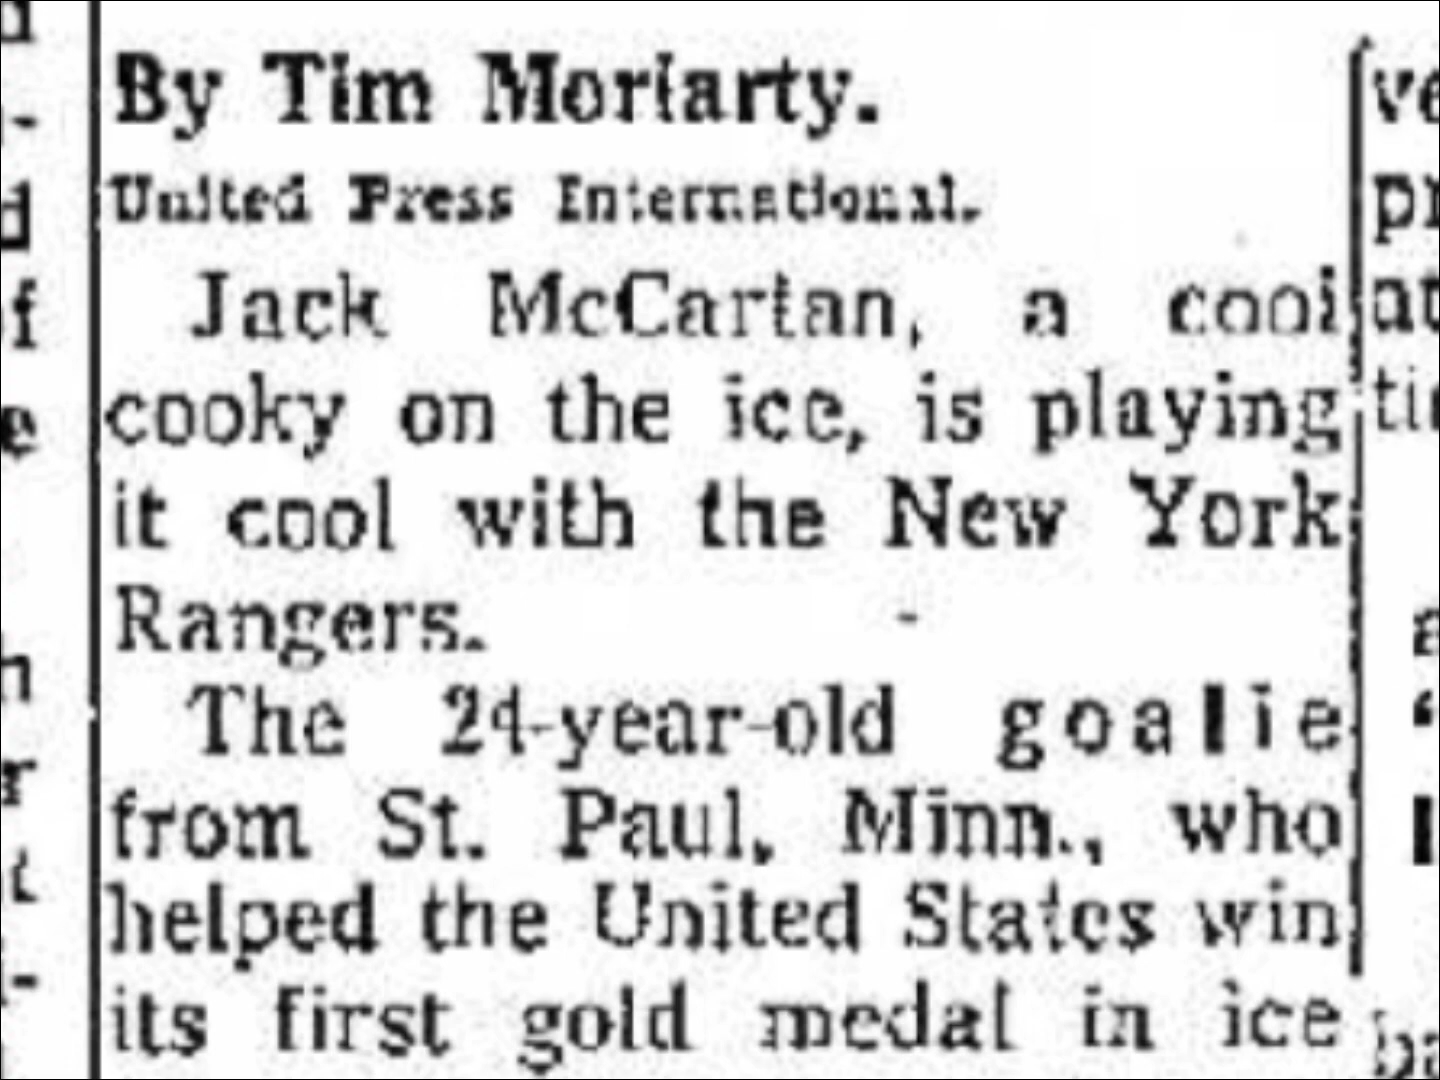 By Tim Moriarty.
United Press International.
Jack McCartan, a cool
cooky on the ice, is playing
it cool with the New York
Rangers.
The 24-year-old goalie
from St. Paul, Minn., who
helped the United States win
its first gold medal in ice